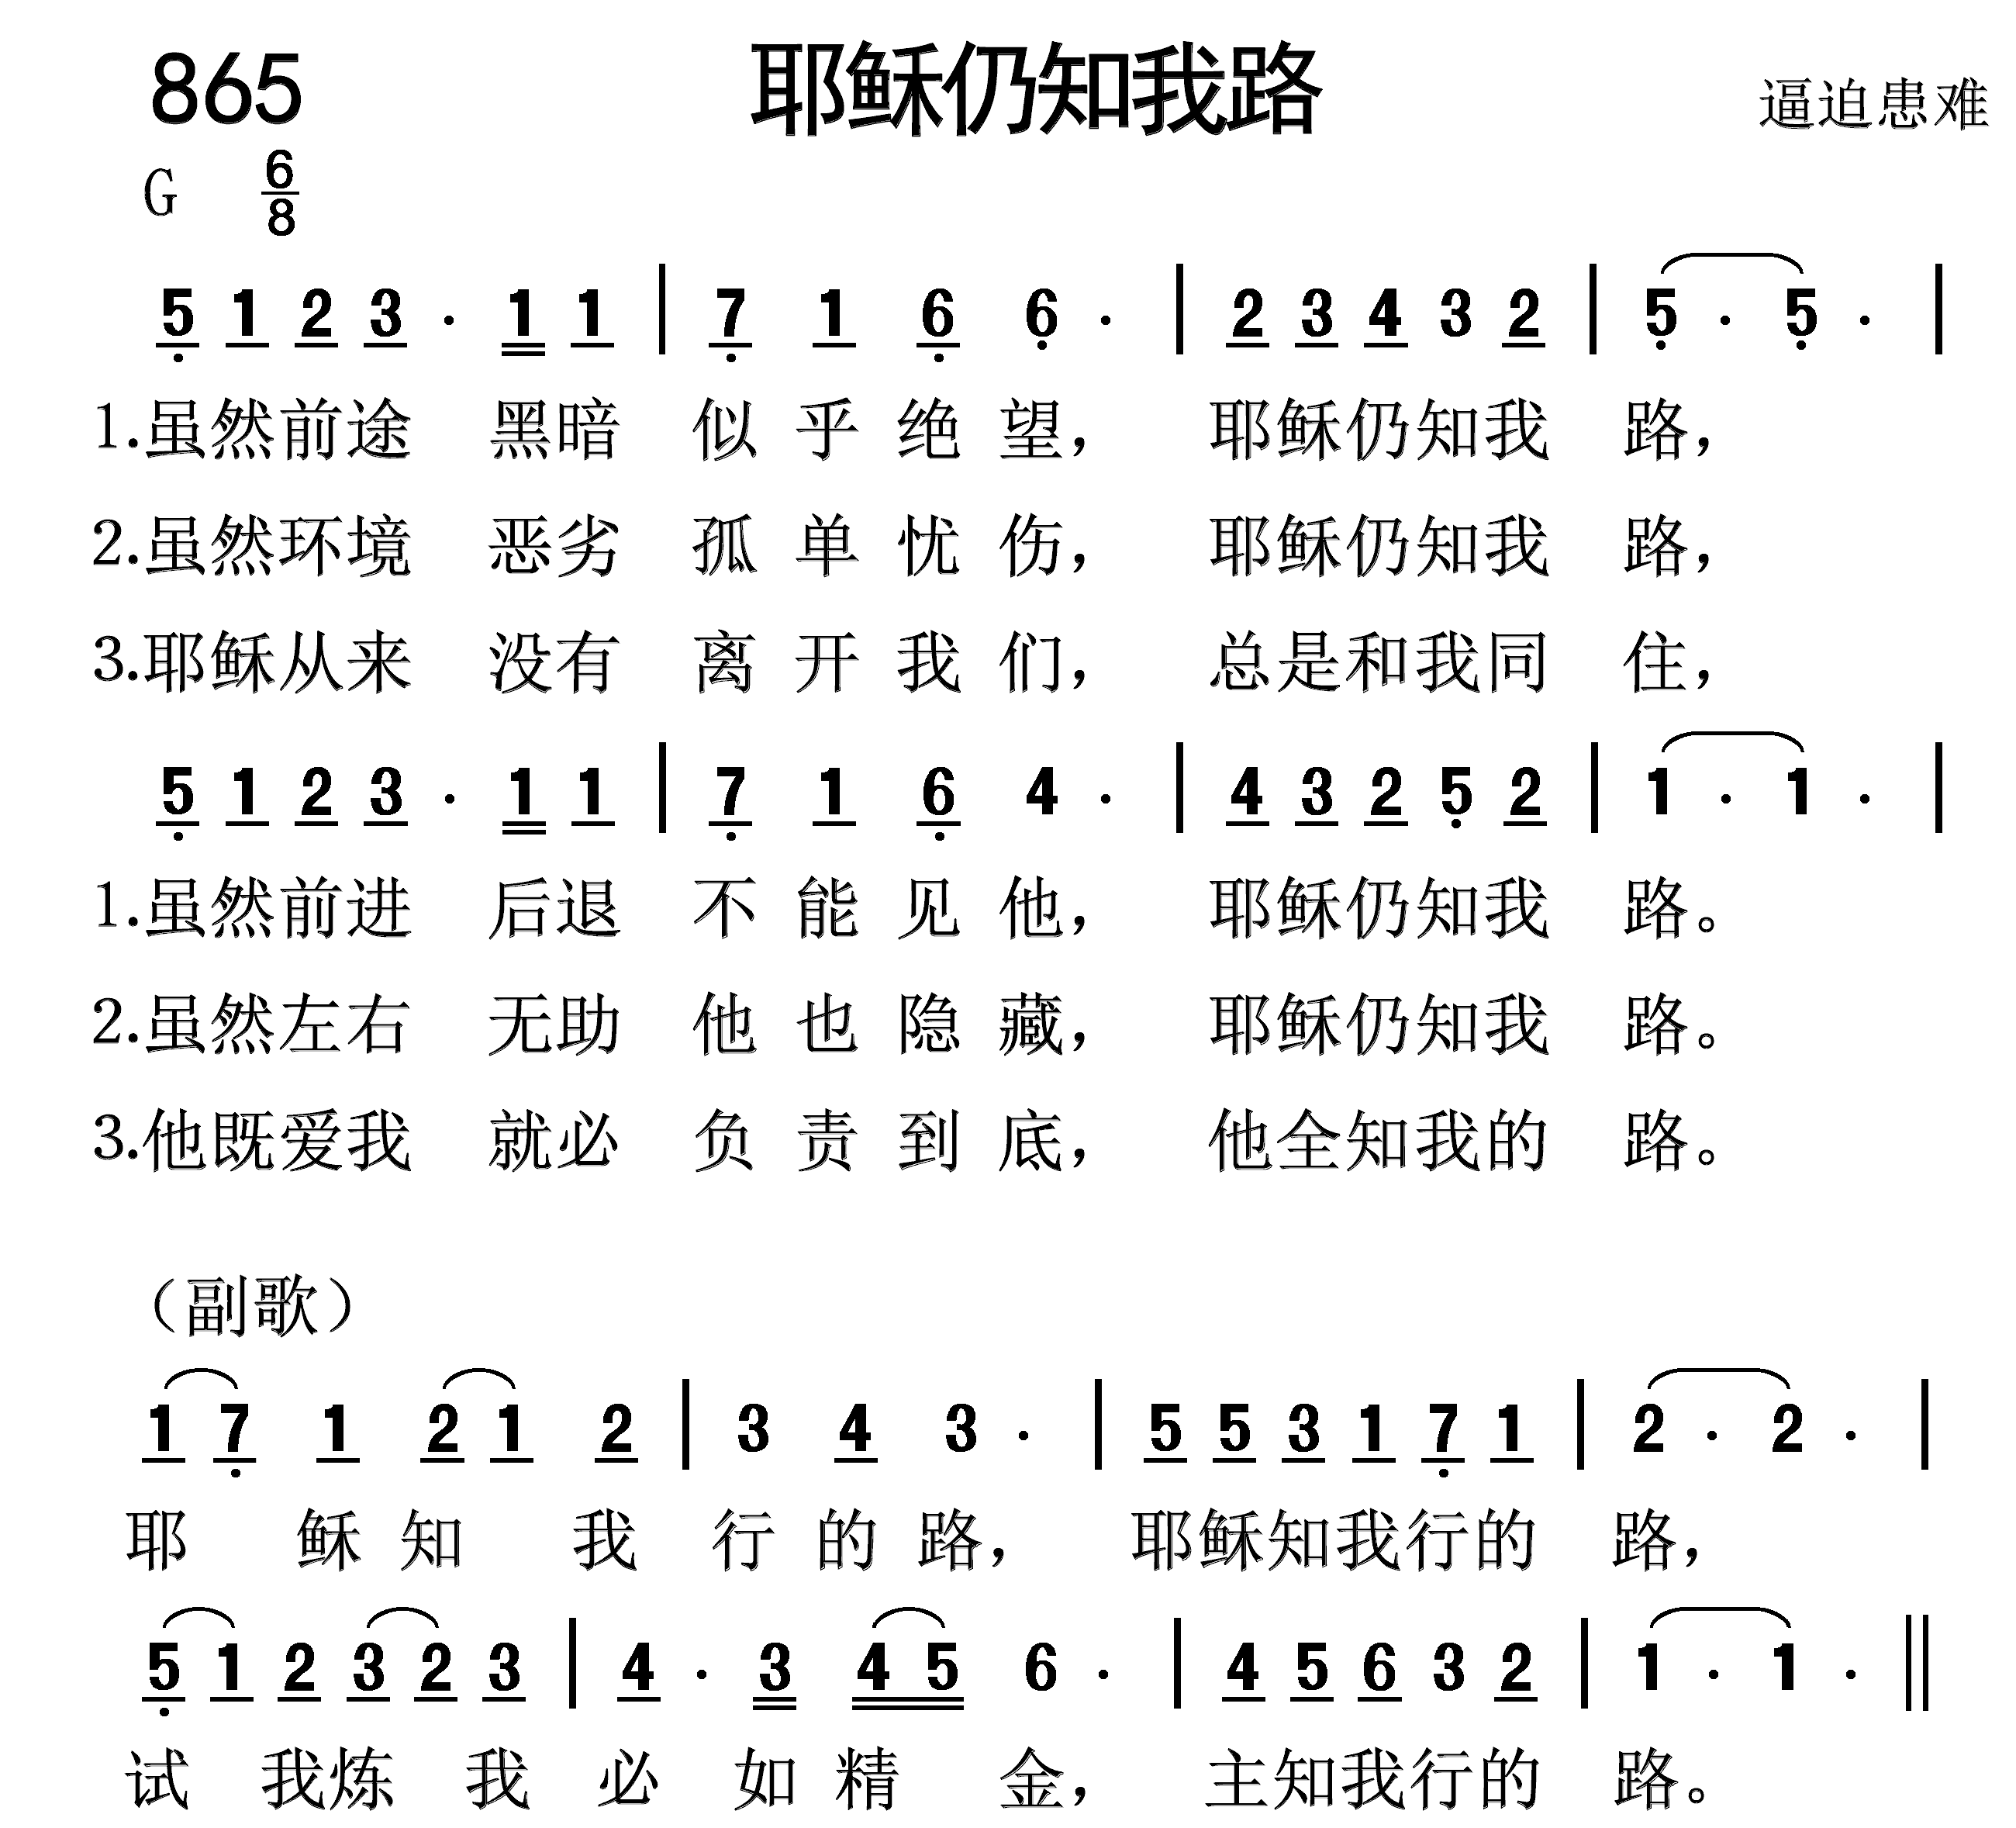 865 耶稣仍知我路 逼迫患难
G 6/8
5 1 2 3 · 1 1 | 7 1 6 6 · | 2 3 4 3 2 | 5 · 5 · |
1.虽然前途 黑暗 似乎绝望, 耶稣仍知我 路,
2.虽然环境 恶劣 孤单忧伤, 耶稣仍知我 路,
3.耶稣从来 没有 离开我们, 总是和我同 住,
5 1 2 3 · 1 1 | 7 1 6 4 · | 4 3 2 5 2 | 1 · 1 · |
1.虽然前进 后退 不能见他, 耶稣仍知我 路。
2.虽然左右 无助 他也隐藏, 耶稣仍知我 路。
3.他既爱我 就必 负责到底, 他全知我的 路。
（副歌）
1 7 1 2 1 2 | 3 4 3 · | 5 5 3 1 7 1 | 2 · 2 · |
耶 稣 知 我 行 的 路, 耶稣知我行的 路,
5 1 2 3 2 3 | 4 · 3 4 5 6 · | 4 5 6 3 2 | 1 · 1 · ||
试 我炼 我 必 如 精 金, 主知我行的 路。